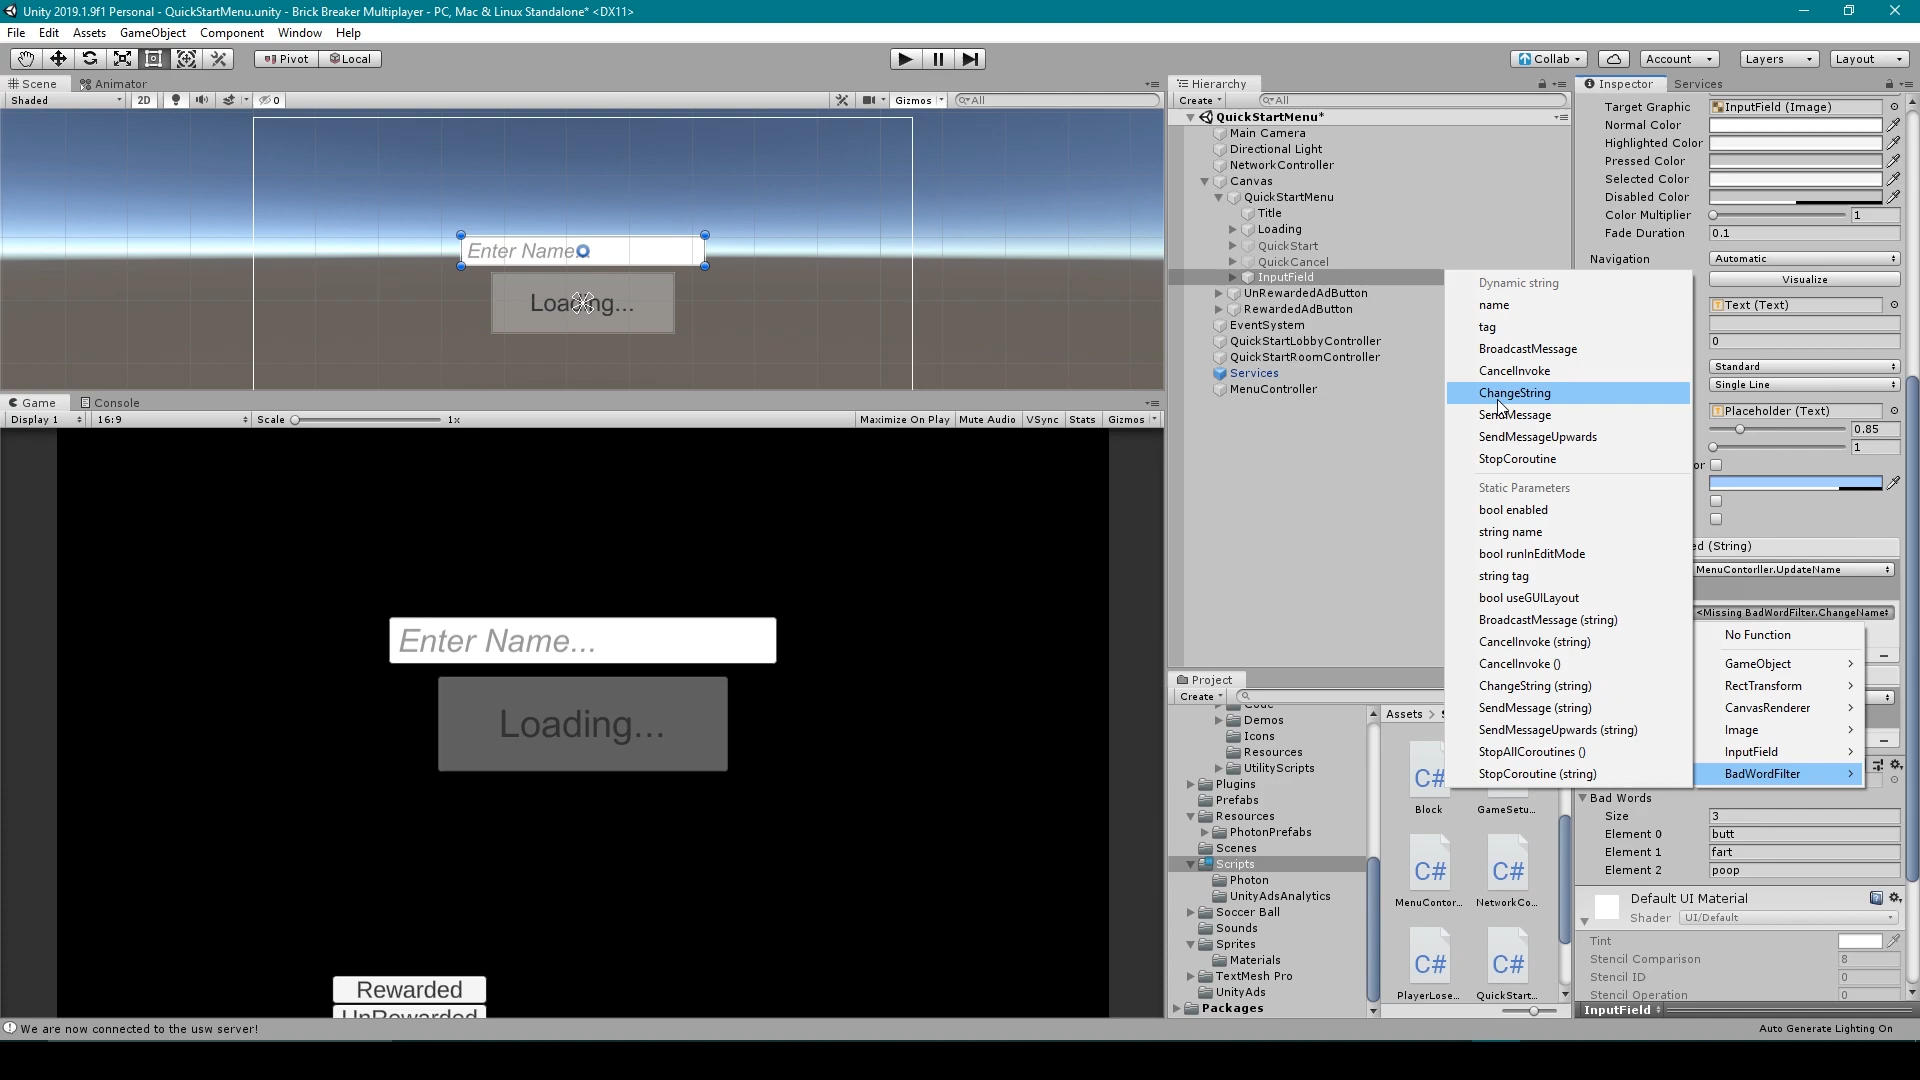 Unity 2019.1.9f1 Personal - QuickStartMenu.unity - Brick Breaker Multiplayer - PC, Mac & Linux Standalone* <DX11>
File Edit Assets GameObject Component Window Help
Pivot Local Collab Account Layers Layout
Scene Animator
Shaded 2D 0 Gizmos All
Enter Name...
Loading...
Game Console
Display 1 16:9 Scale 1x Maximize On Play Mute Audio VSync Stats Gizmos
Enter Name...
Loading...
Rewarded
UnRewarded
We are now connected to the usw server!
Hierarchy
Create All
QuickStartMenu*
Main Camera
Directional Light
NetworkController
Canvas
QuickStartMenu
Title
Loading
QuickStart
QuickCancel
InputField
UnRewardedAdButton
RewardedAdButton
EventSystem
QuickStartLobbyController
QuickStartRoomController
Services
MenuController
Project
Create
Code
Demos
Icons
Resources
UtilityScripts
Plugins
Prefabs
Resources
PhotonPrefabs
Scenes
Scripts
Photon
UnityAdsAnalytics
Soccer Ball
Sounds
Sprites
Materials
TextMesh Pro
UnityAds
Packages
Assets >
C#
Block GameSetu...
C# C#
MenuContor... NetworkCo...
C# C#
PlayerLose... QuickStart...
Dynamic string
name
tag
BroadcastMessage
CancelInvoke
ChangeString
SendMessage
SendMessageUpwards
StopCoroutine
Static Parameters
bool enabled
string name
bool runInEditMode
string tag
bool useGUILayout
BroadcastMessage (string)
CancelInvoke (string)
CancelInvoke ()
ChangeString (string)
SendMessage (string)
SendMessageUpwards (string)
StopAllCoroutines ()
StopCoroutine (string)
Inspector Services
Target Graphic InputField (Image)
Normal Color
Highlighted Color
Pressed Color
Selected Color
Disabled Color
Color Multiplier 1
Fade Duration 0.1
Navigation Automatic
Visualize
Text (Text)
0
Standard
Single Line
Placeholder (Text)
0.85
1
or
ed (String)
MenuContorller.UpdateName
<Missing BadWordFilter.ChangeName
No Function
GameObject
RectTransform
CanvasRenderer
Image
InputField
BadWordFilter
Bad Words
Size 3
Element 0 butt
Element 1 fart
Element 2 poop
Default UI Material
Shader UI/Default
Tint
Stencil Comparison 8
Stencil ID 0
Stencil Operation 0
InputField
Auto Generate Lighting On